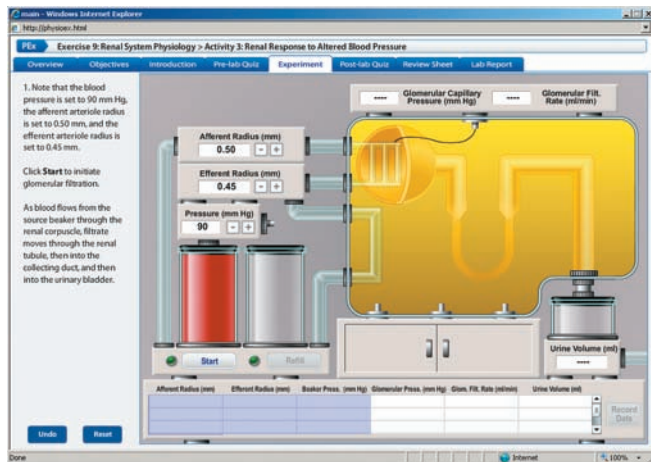 main - Windows Internet Explorer
http://physioex.html
PEx Exercise 9: Renal System Physiology > Activity 3: Renal Response to Altered Blood Pressure
Overview Objectives Introduction Pre-lab Quiz Experiment Post-lab Quiz Review Sheet Lab Report
1. Note that the blood
pressure is set to 90 mm Hg,
the afferent arteriole radius
is set to 0.50 mm, and the
efferent arteriole radius is
set to 0.45 mm.
Click Start to initiate
glomerular filtration.
As blood flows from the
source beaker through the
renal corpuscle, filtrate
moves through the renal
tubule, then into the
collecting duct, and then
into the urinary bladder.
---- Glomerular Capillary
Pressure (mm Hg)
---- Glomerular Filt.
Rate (ml/min)
Afferent Radius (mm)
0.50 - +
Efferent Radius (mm)
0.45 - +
Pressure (mm Hg)
90 - +
Start Refill
Urine Volume (ml)
----
Afferent Radius (mm) Efferent Radius (mm) Beaker Press. (mm Hg) Glomerular Press. (mm Hg) Glom. Filt. Rate (ml/min) Urine Volume (ml)
Record
Data
Undo Reset
Done Internet 100%